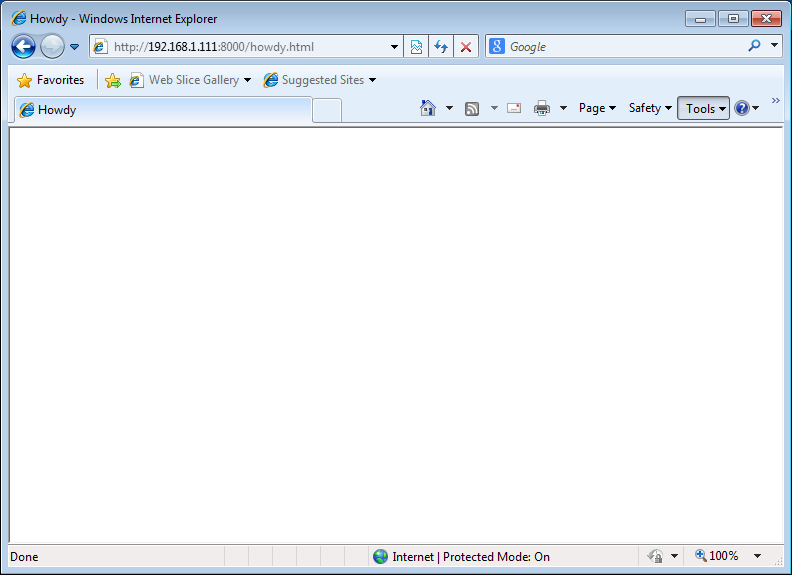 Howdy - Windows Internet Explorer
http://192.168.1.111:8000/howdy.html
Google
Favorites Web Slice Gallery Suggested Sites
Howdy Page Safety Tools
Done Internet | Protected Mode: On 100%